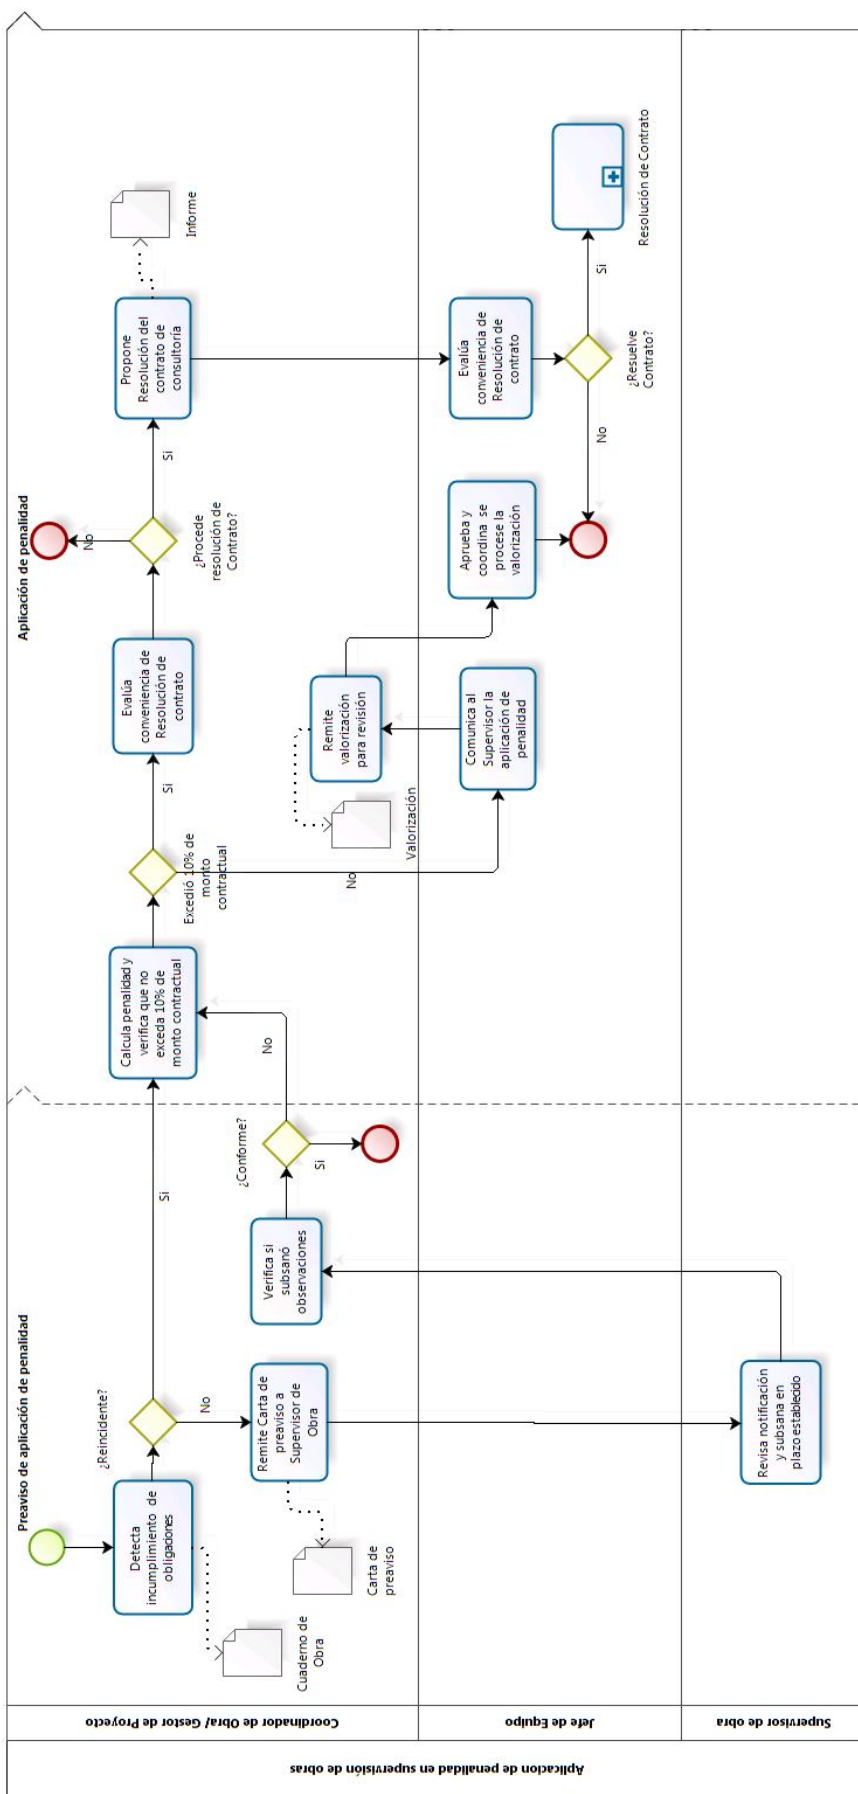 Aplicacion de penalidad en supervisión de obras
Coordinador de Obra/ Gestor de Proyecto
Jefe de Equipo
Supervisor de obra
Preaviso de aplicación de penalidad
Detecta
incumplimiento de
obligaciones
Cuaderno de
Obra
¿Reincidente?
Si
No
Remite Carta de
preaviso a
Supervisor de
Obra
Carta de
preaviso
Revisa notificación
y subsana en
plazo establecido
Verifica si
subsanó
observaciones
¿Conforme?
Si
No
Aplicación de penalidad
Calcula penalidad y
verifica que no
exceda 10% de
monto contractual
Excedió 10% de
monto
contractual
Si
No
Evalúa
conveniencia de
Resolución de
contrato
¿Procede
resolución de
Contrato?
No
Si
Propone
Resolución del
contrato de
consultoría
Informe
Comunica al
Supervisor la
aplicación de
penalidad
Remite
valorización
para revisión
Valorización
Aprueba y
coordina se
procese la
valorización
Evalúa
conveniencia de
Resolución de
contrato
¿Resuelve
Contrato?
No
Si
Resolución de Contrato